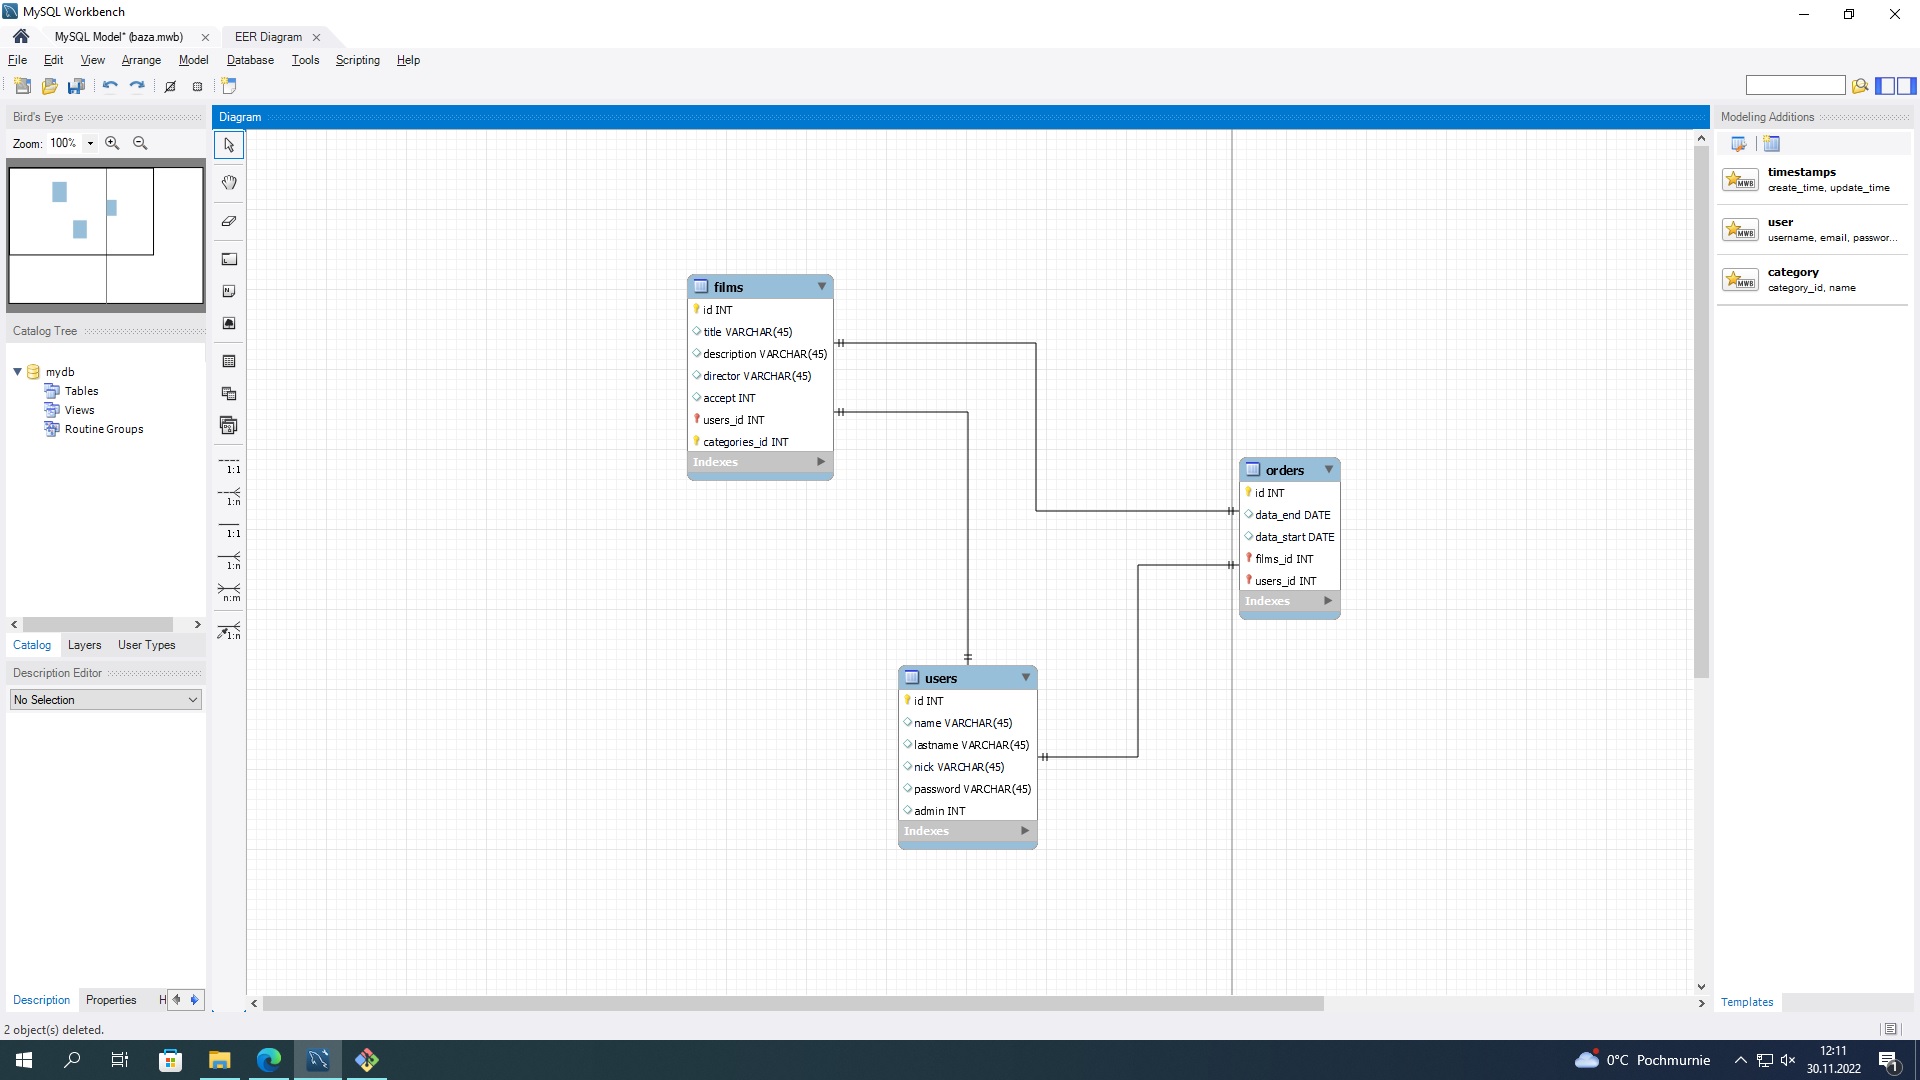 MySQL Workbench
MySQL Model* (baza.mwb)
EER Diagram
File Edit View Arrange Model Database Tools Scripting Help
Bird's Eye
Zoom: 100%
Catalog Tree
mydb
Tables
Views
Routine Groups
Catalog Layers User Types
Description Editor
No Selection
Description Properties H
2 object(s) deleted.
Diagram
1:1
1:n
1:1
1:n
n:m
1:n
films
id INT
title VARCHAR(45)
description VARCHAR(45)
director VARCHAR(45)
accept INT
users_id INT
categories_id INT
Indexes
orders
id INT
data_end DATE
data_start DATE
films_id INT
users_id INT
Indexes
users
id INT
name VARCHAR(45)
lastname VARCHAR(45)
nick VARCHAR(45)
password VARCHAR(45)
admin INT
Indexes
Modeling Additions
MWB
timestamps
create_time, update_time
MWB
user
username, email, passwor...
MWB
category
category_id, name
Templates
0°C Pochmurnie
12:11
30.11.2022
1